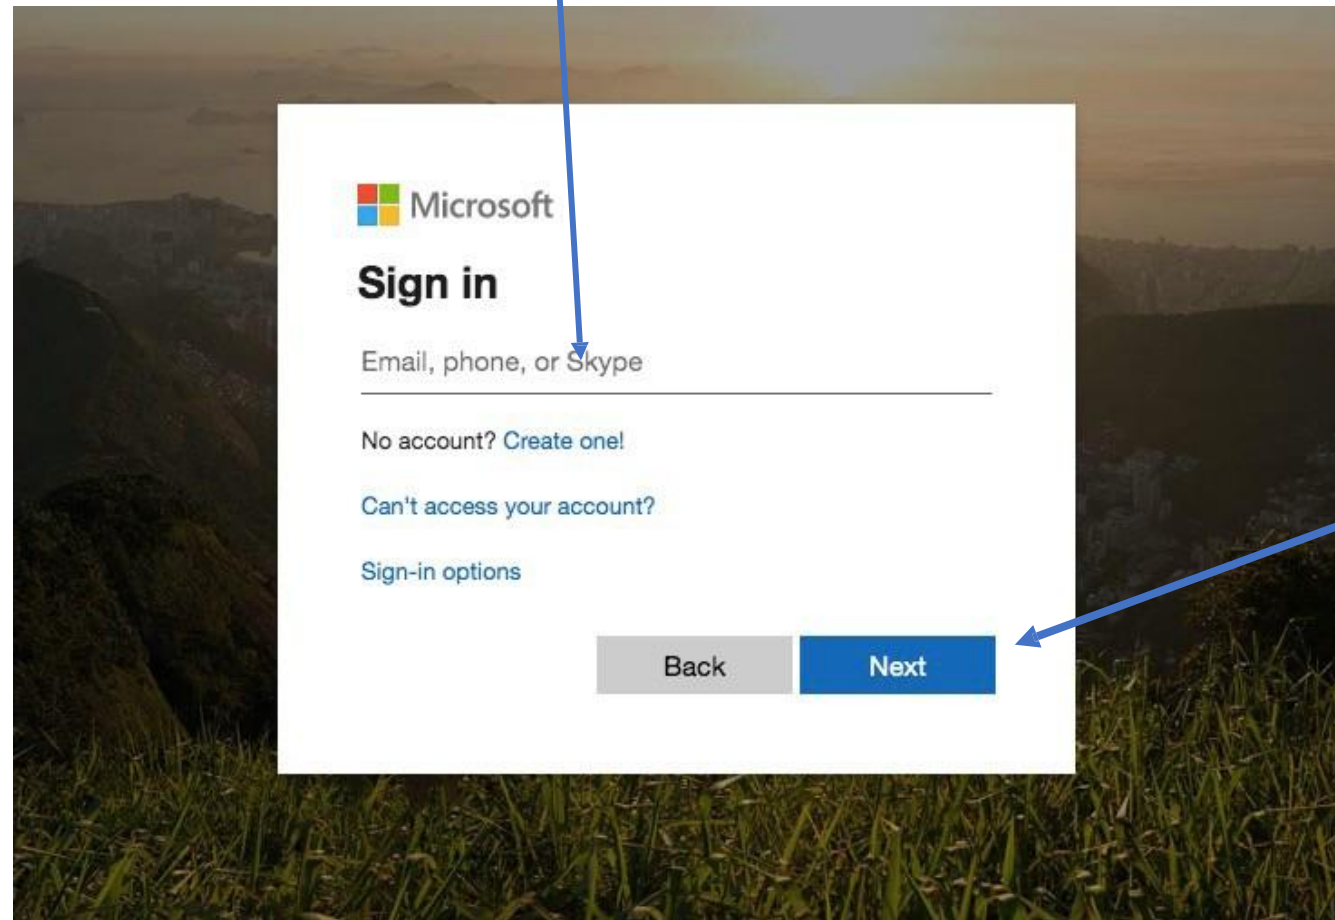 Microsoft
Sign in
Email, phone, or Skype
No account? Create one!
Can't access your account?
Sign-in options
Back Next